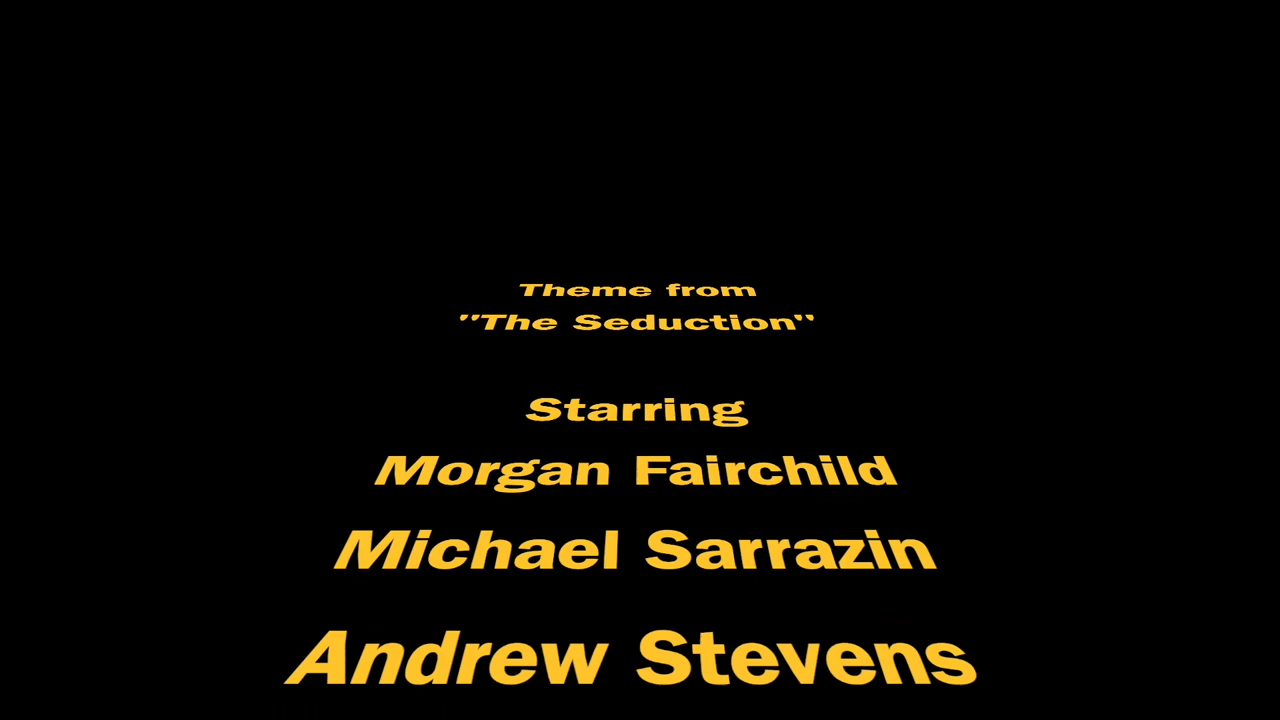 Theme from
"The Seduction"
Starring
Morgan Fairchild
Michael Sarrazin
Andrew Stevens